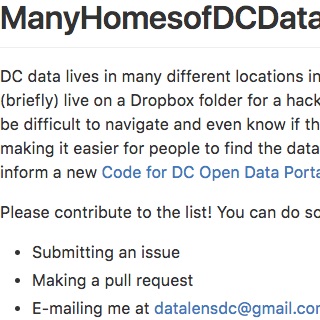 ManyHomesofDCData
DC data lives in many different locations in
(briefly) live on a Dropbox folder for a hack
be difficult to navigate and even know if th
making it easier for people to find the data
inform a new Code for DC Open Data Porta
Please contribute to the list! You can do so
• Submitting an issue
• Making a pull request
• E-mailing me at datalensdc@gmail.com